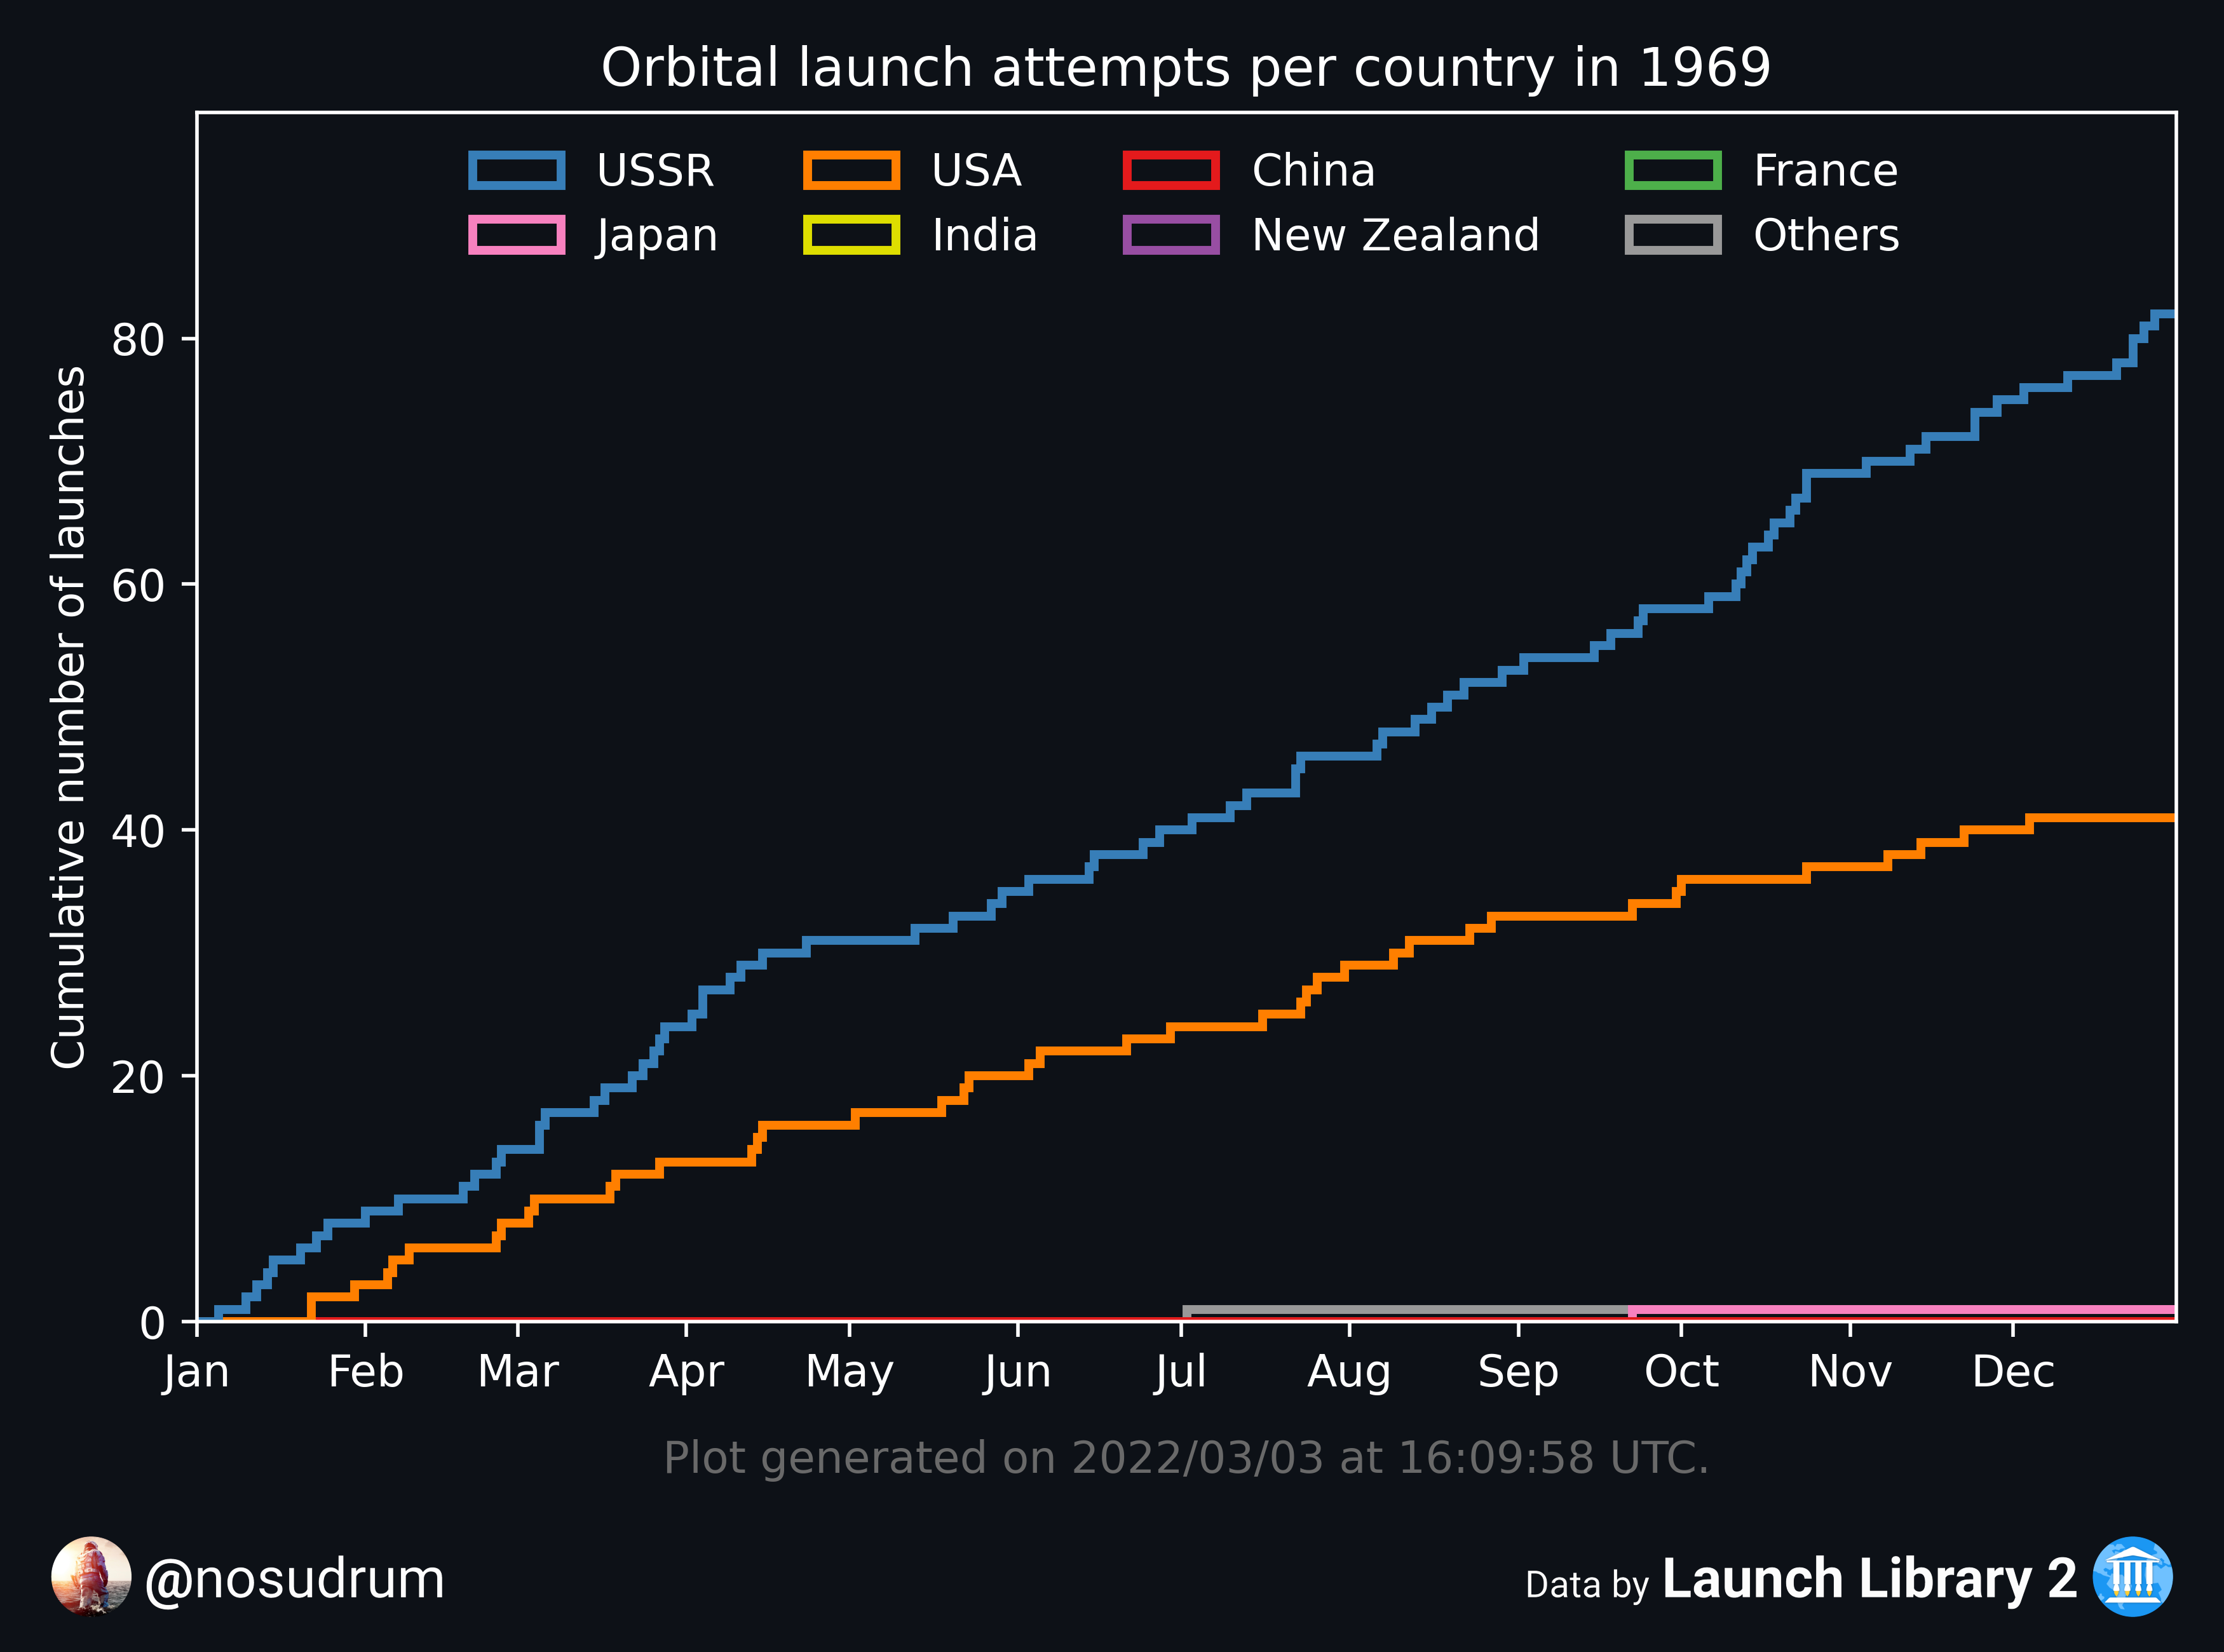 Orbital launch attempts per country in 1969
USSR USA China France
Japan India New Zealand Others
Cumulative number of launches
80
60
40
20
0
Jan Feb Mar Apr May Jun Jul Aug Sep Oct Nov Dec
Plot generated on 2022/03/03 at 16:09:58 UTC.
@nosudrum
Data by Launch Library 2